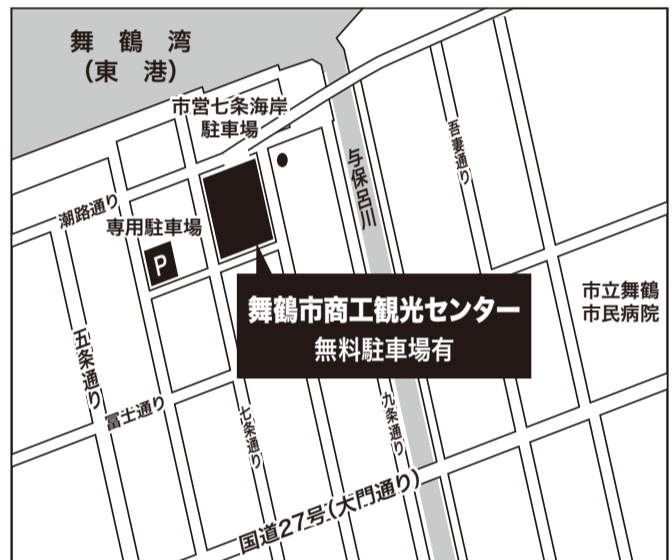 舞鶴湾
（東 港）
市営七条海岸
駐車場
与保呂川
吾妻通り
潮路通り
専用駐車場
P
舞鶴市商工観光センター
無料駐車場有
市立舞鶴
市民病院
五条通り
冨士通り
七条通り
九条通り
国道27号（大門通り）